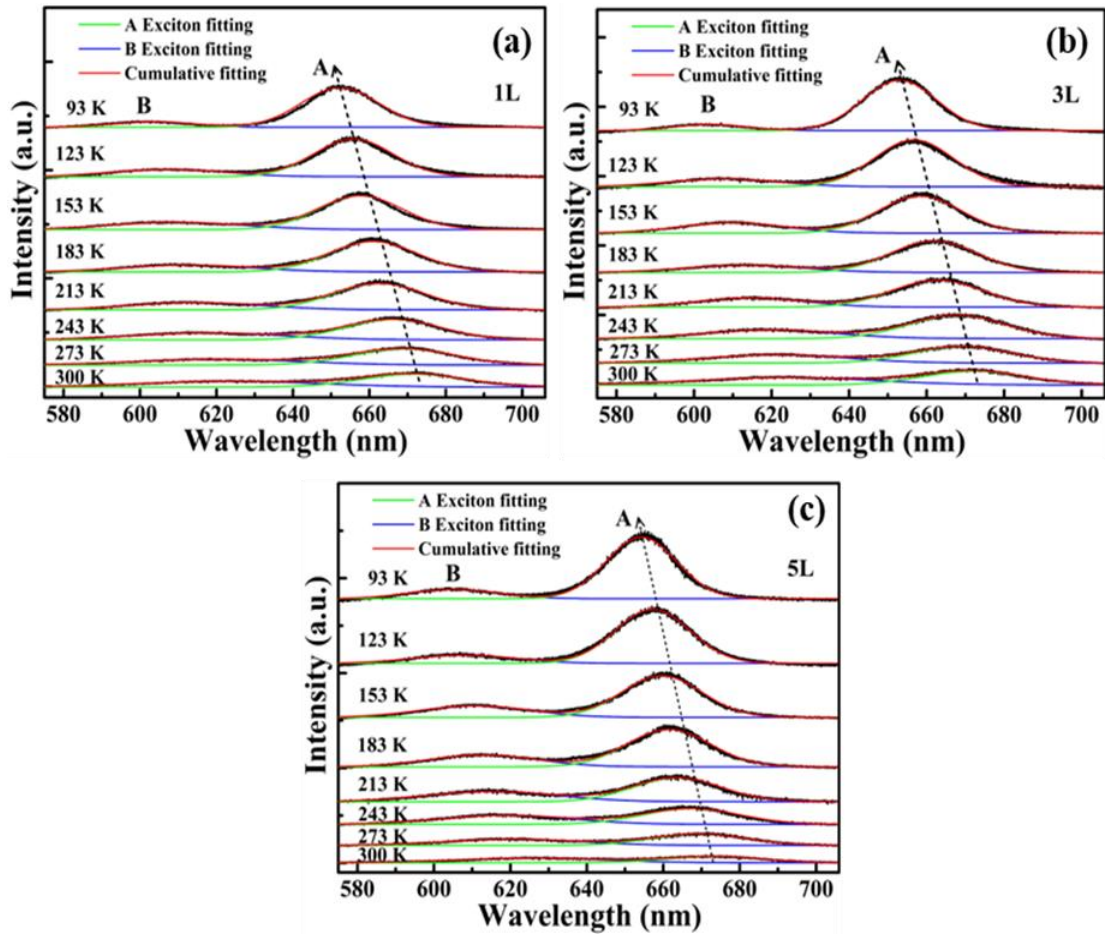 A Exciton fitting
B Exciton fitting
Cumulative fitting
(a)
A
1L
B
93 K
123 K
153 K
183 K
213 K
243 K
273 K
300 K
Intensity (a.u.)
580 600 620 640 660 680 700
Wavelength (nm)
A Exciton fitting
B Exciton fitting
Cumulative fitting
(b)
A
3L
B
93 K
123 K
153 K
183 K
213 K
243 K
273 K
300 K
Intensity (a.u.)
580 600 620 640 660 680 700
Wavelength (nm)
A Exciton fitting
B Exciton fitting
Cumulative fitting
(c)
A
5L
B
93 K
123 K
153 K
183 K
213 K
243 K
273 K
300 K
Intensity (a.u.)
580 600 620 640 660 680 700
Wavelength (nm)